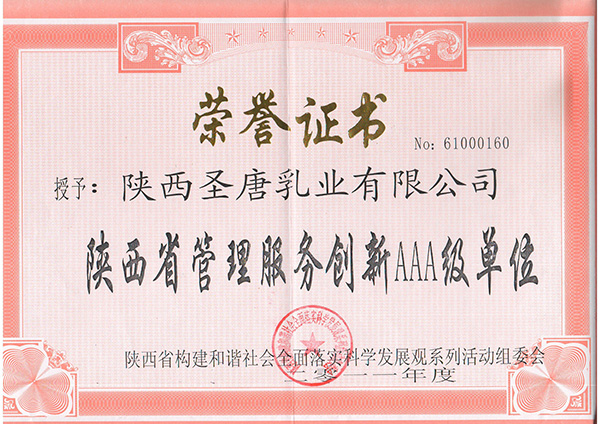 荣誉证书
No: 61000160
授予：陕西圣唐乳业有限公司
陕西省管理服务创新AAA级单位
陕西省构建和谐社会全面落实科学发展观系列活动组委会
二零一一年度